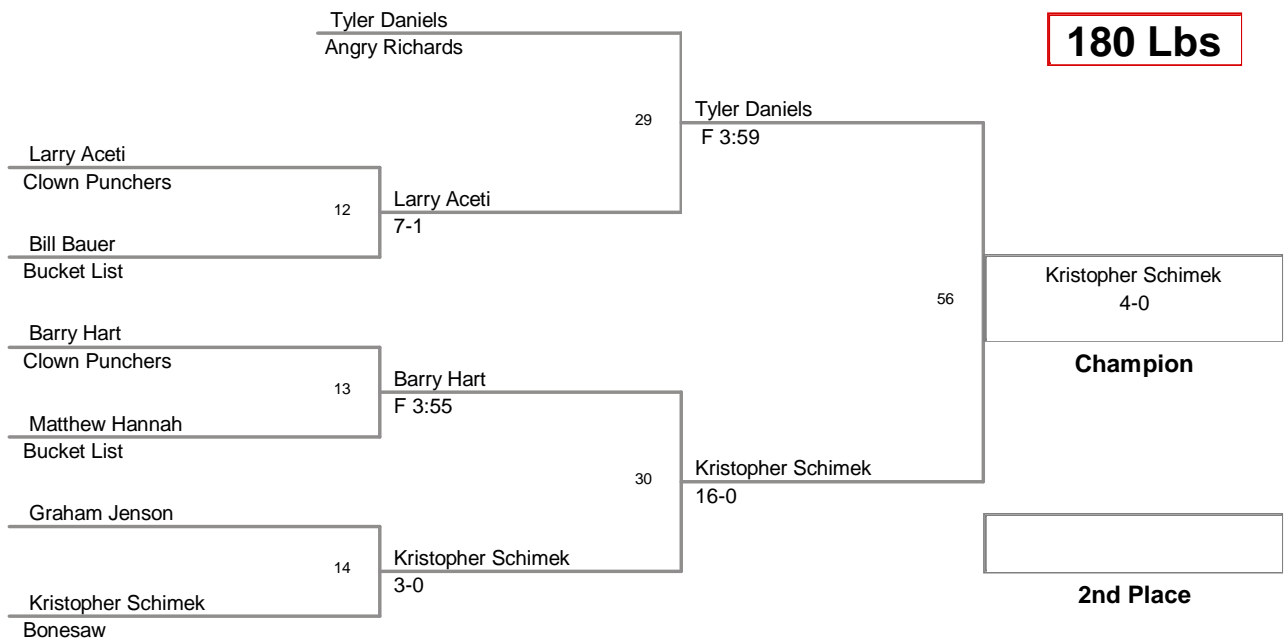 Tyler Daniels
Angry Richards
180 Lbs
29
Tyler Daniels
F 3:59
Larry Aceti
Clown Punchers
12
Larry Aceti
7-1
Bill Bauer
Bucket List
56
Kristopher Schimek
4-0
Champion
Barry Hart
Clown Punchers
13
Barry Hart
F 3:55
Matthew Hannah
Bucket List
30
Kristopher Schimek
16-0
Graham Jenson
14
Kristopher Schimek
3-0
Kristopher Schimek
Bonesaw
2nd Place